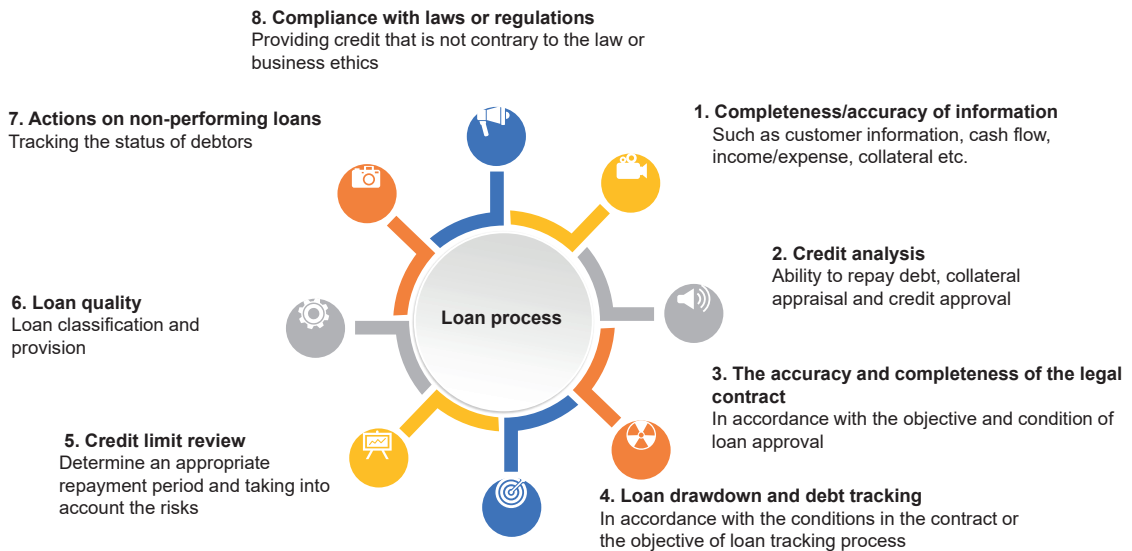 8. Compliance with laws or regulations
Providing credit that is not contrary to the law or
business ethics
7. Actions on non-performing loans
Tracking the status of debtors
1. Completeness/accuracy of information
Such as customer information, cash flow,
income/expense, collateral etc.
2. Credit analysis
Ability to repay debt, collateral
appraisal and credit approval
6. Loan quality
Loan classification and
provision
Loan process
3. The accuracy and completeness of the legal
contract
In accordance with the objective and condition of
loan approval
5. Credit limit review
Determine an appropriate
repayment period and taking into
account the risks
4. Loan drawdown and debt tracking
In accordance with the conditions in the contract or
the objective of loan tracking process